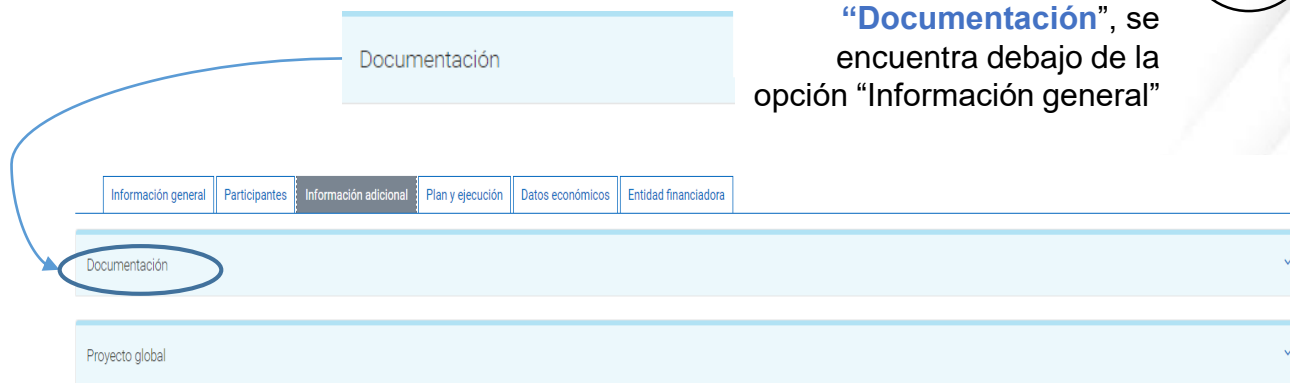 “Documentación”, se
encuentra debajo de la
opción “Información general”
Documentación
Información general Participantes Información adicional Plan y ejecución Datos económicos Entidad financiadora
Documentación
Proyecto global